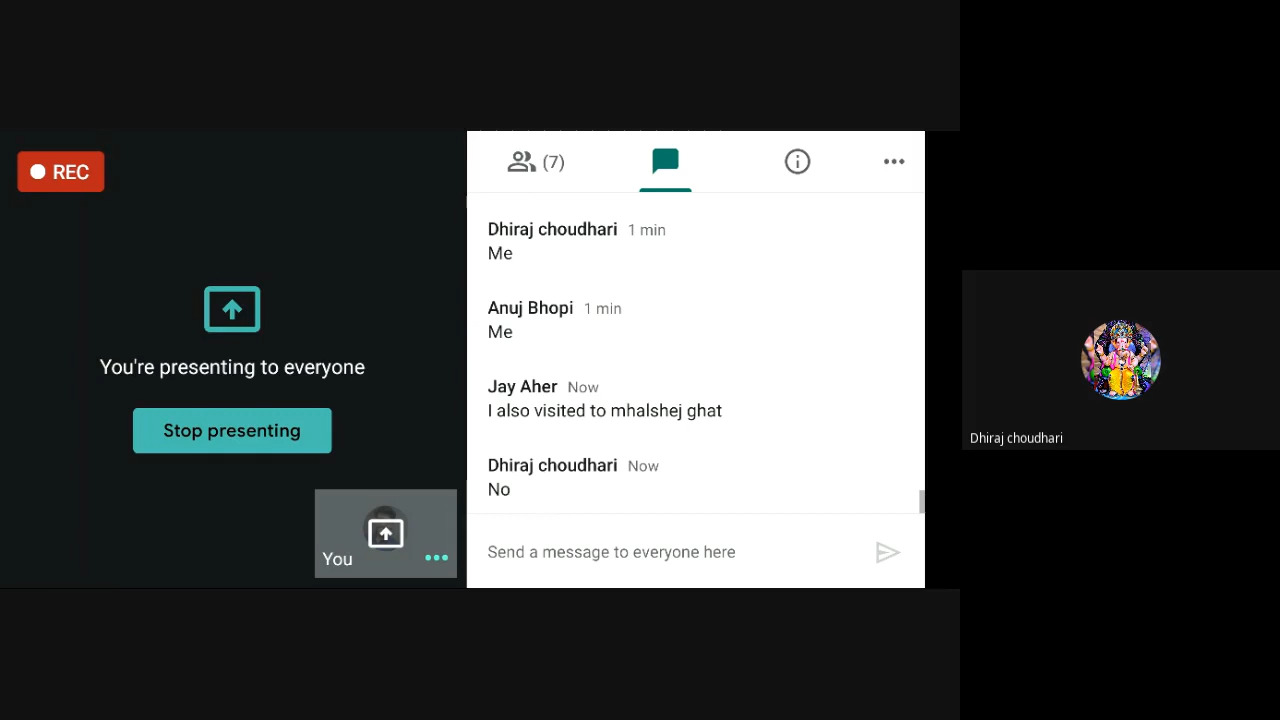 REC
You're presenting to everyone
Stop presenting
You
(7)
Dhiraj choudhari 1 min
Me
Anuj Bhopi 1 min
Me
Jay Aher Now
I also visited to mhalshej ghat
Dhiraj choudhari Now
No
Send a message to everyone here
Dhiraj choudhari